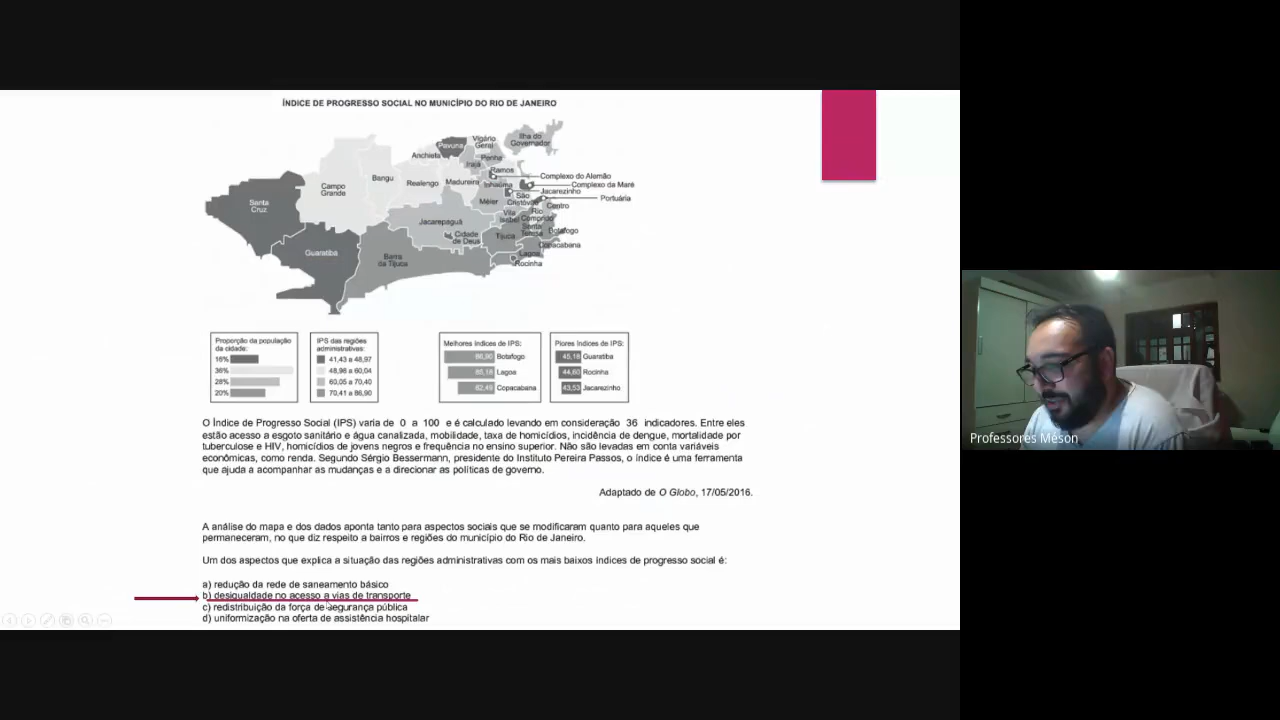 ÍNDICE DE PROGRESSO SOCIAL NO MUNICÍPIO DO RIO DE JANEIRO
Ilha do
Governador
Vigário
Geral
Pavuna
Anchieta
Penha
Irajá
Ramos
Complexo do Alemão
Complexo da Maré
Bangu
Realengo
Madureira
Inhaúma
Jacarezinho
Campo
Grande
São
Cristóvão
Portuária
Santa
Cruz
Méier
Centro
Vila
Isabel
Rio
Comprido
Jacarepaguá
Santa
Teresa
Botafogo
Cidade
de Deus
Tijuca
Copacabana
Guaratiba
Barra
da Tijuca
Lagoa
Rocinha
Proporção da população
da cidade:
16%
36%
28%
20%
IPS das regiões
administrativas:
41,43 a 48,97
48,98 a 60,04
60,05 a 70,40
70,41 a 86,90
Melhores índices de IPS:
86,90 Botafogo
85,18 Lagoa
82,49 Copacabana
Piores índices de IPS:
45,18 Guaratiba
44,60 Rocinha
43,53 Jacarezinho
O Índice de Progresso Social (IPS) varia de 0 a 100 e é calculado levando em consideração 36 indicadores. Entre eles
estão acesso a esgoto sanitário e água canalizada, mobilidade, taxa de homicídios, incidência de dengue, mortalidade por
tuberculose e HIV, homicídios de jovens negros e frequência no ensino superior. Não são levadas em conta variáveis
econômicas, como renda. Segundo Sérgio Bessermann, presidente do Instituto Pereira Passos, o índice é uma ferramenta
que ajuda a acompanhar as mudanças e a direcionar as políticas de governo.
Adaptado de O Globo, 17/05/2016.
A análise do mapa e dos dados aponta tanto para aspectos sociais que se modificaram quanto para aqueles que
permaneceram, no que diz respeito a bairros e regiões do município do Rio de Janeiro.
Um dos aspectos que explica a situação das regiões administrativas com os mais baixos índices de progresso social é:
a) redução da rede de saneamento básico
b) desigualdade no acesso a vias de transporte
c) redistribuição da força de segurança pública
d) uniformização na oferta de assistência hospitalar
Professores Méson